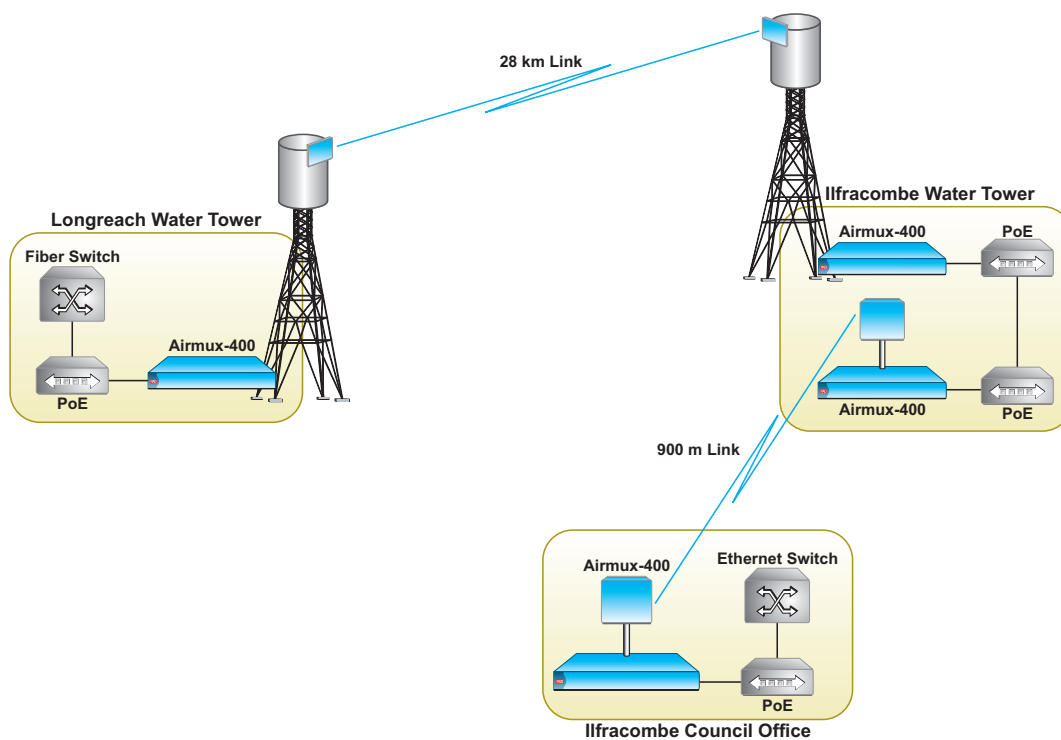 28 km Link
Longreach Water Tower
Fiber Switch
Airmux-400
PoE
Ilfracombe Water Tower
Airmux-400
PoE
Airmux-400
PoE
900 m Link
Airmux-400
Ethernet Switch
PoE
Ilfracombe Council Office